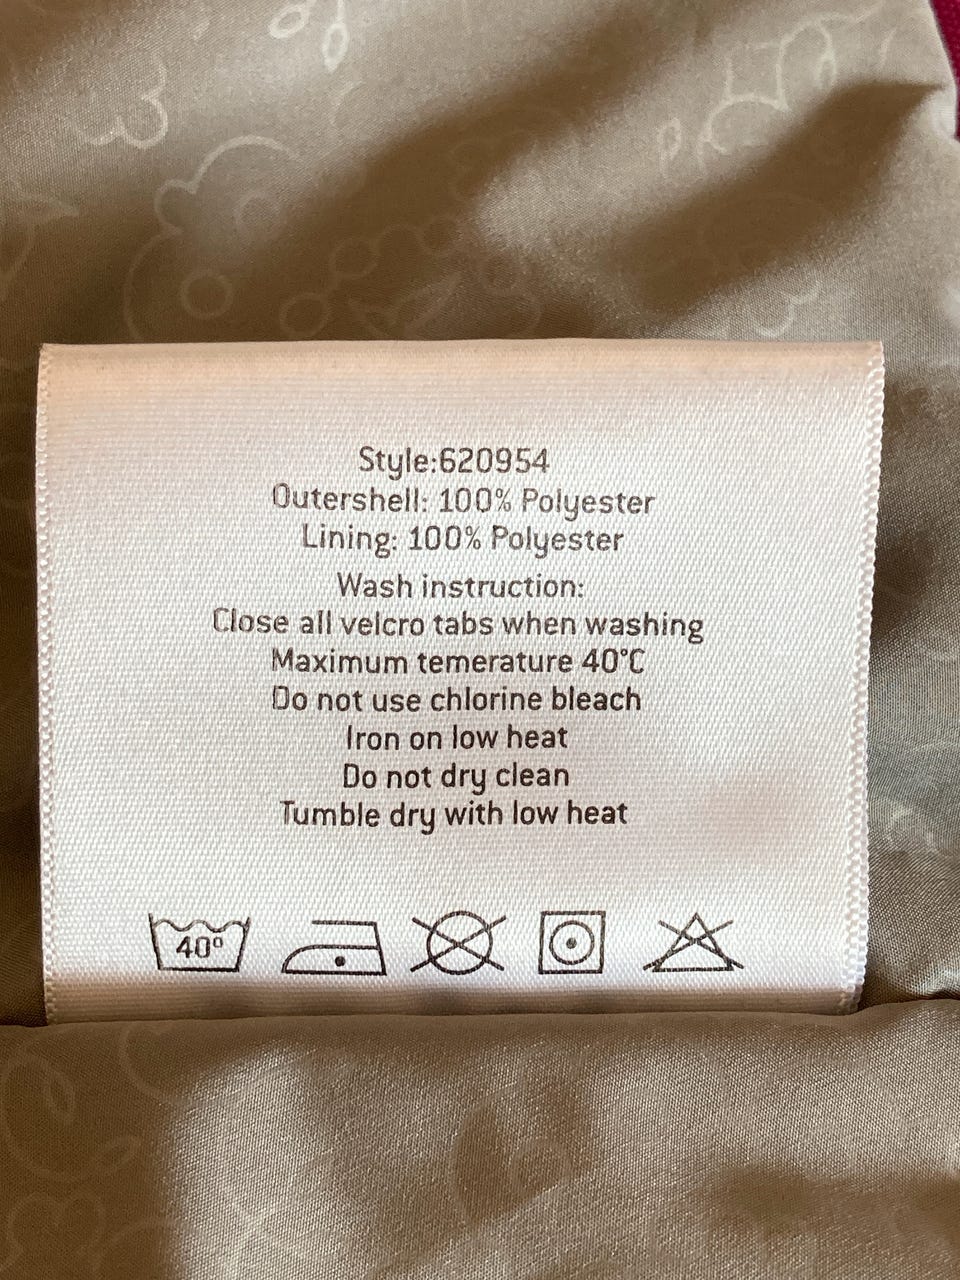 Style:620954
Outershell: 100% Polyester
Lining: 100% Polyester
Wash instruction:
Close all velcro tabs when washing
Maximum temerature 40°C
Do not use chlorine bleach
Iron on low heat
Do not dry clean
Tumble dry with low heat
40°